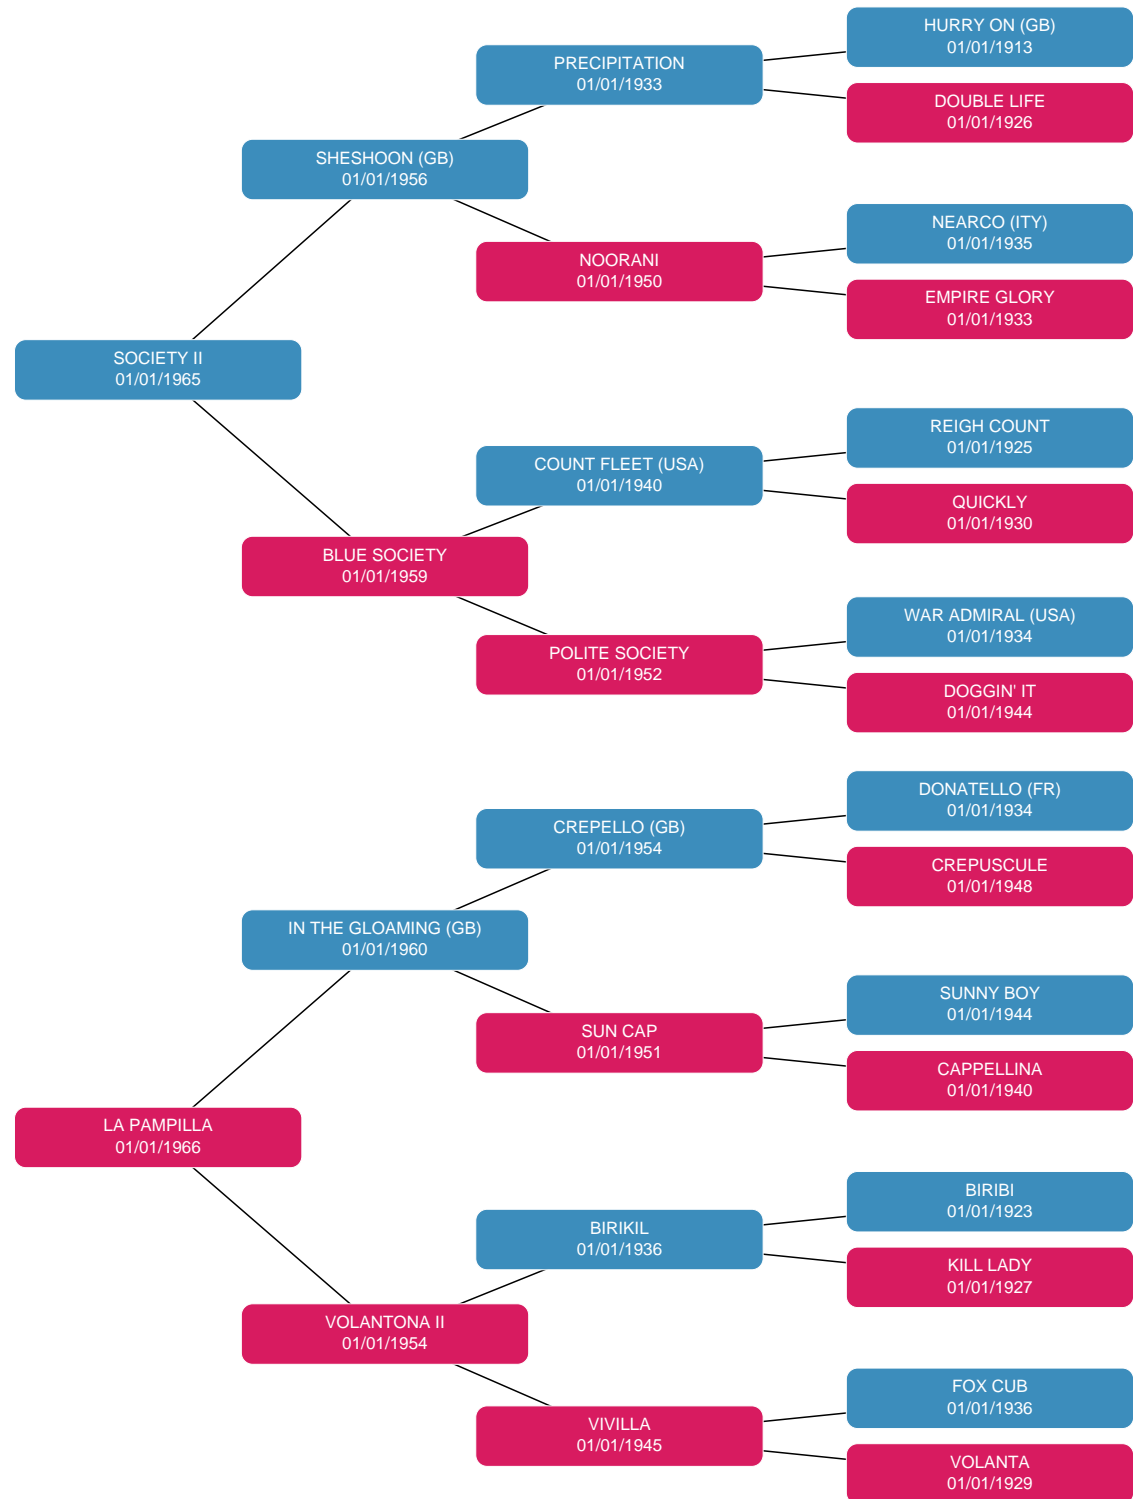 HURRY ON (GB)
01/01/1913
PRECIPITATION
01/01/1933
DOUBLE LIFE
01/01/1926
SHESHOON (GB)
01/01/1956
NEARCO (ITY)
01/01/1935
NOORANI
01/01/1950
EMPIRE GLORY
01/01/1933
SOCIETY II
01/01/1965
REIGH COUNT
01/01/1925
COUNT FLEET (USA)
01/01/1940
QUICKLY
01/01/1930
BLUE SOCIETY
01/01/1959
WAR ADMIRAL (USA)
01/01/1934
POLITE SOCIETY
01/01/1952
DOGGIN' IT
01/01/1944
DONATELLO (FR)
01/01/1934
CREPELLO (GB)
01/01/1954
CREPUSCULE
01/01/1948
IN THE GLOAMING (GB)
01/01/1960
SUNNY BOY
01/01/1944
SUN CAP
01/01/1951
CAPPELLINA
01/01/1940
LA PAMPILLA
01/01/1966
BIRIBI
01/01/1923
BIRIKIL
01/01/1936
KILL LADY
01/01/1927
VOLANTONA II
01/01/1954
FOX CUB
01/01/1936
VIVILLA
01/01/1945
VOLANTA
01/01/1929